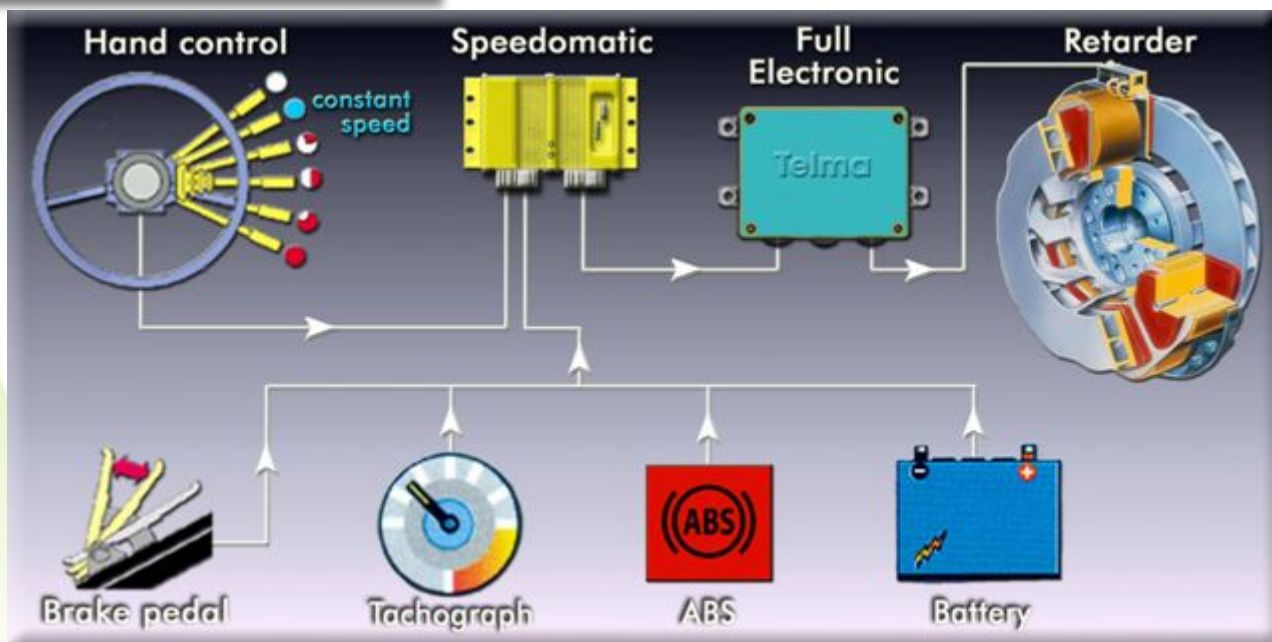 Hand control
constant
speed
Speedomatic
Full
Electronic
Retarder
Telma
ABS
Brake pedal
Tachograph
ABS
Battery